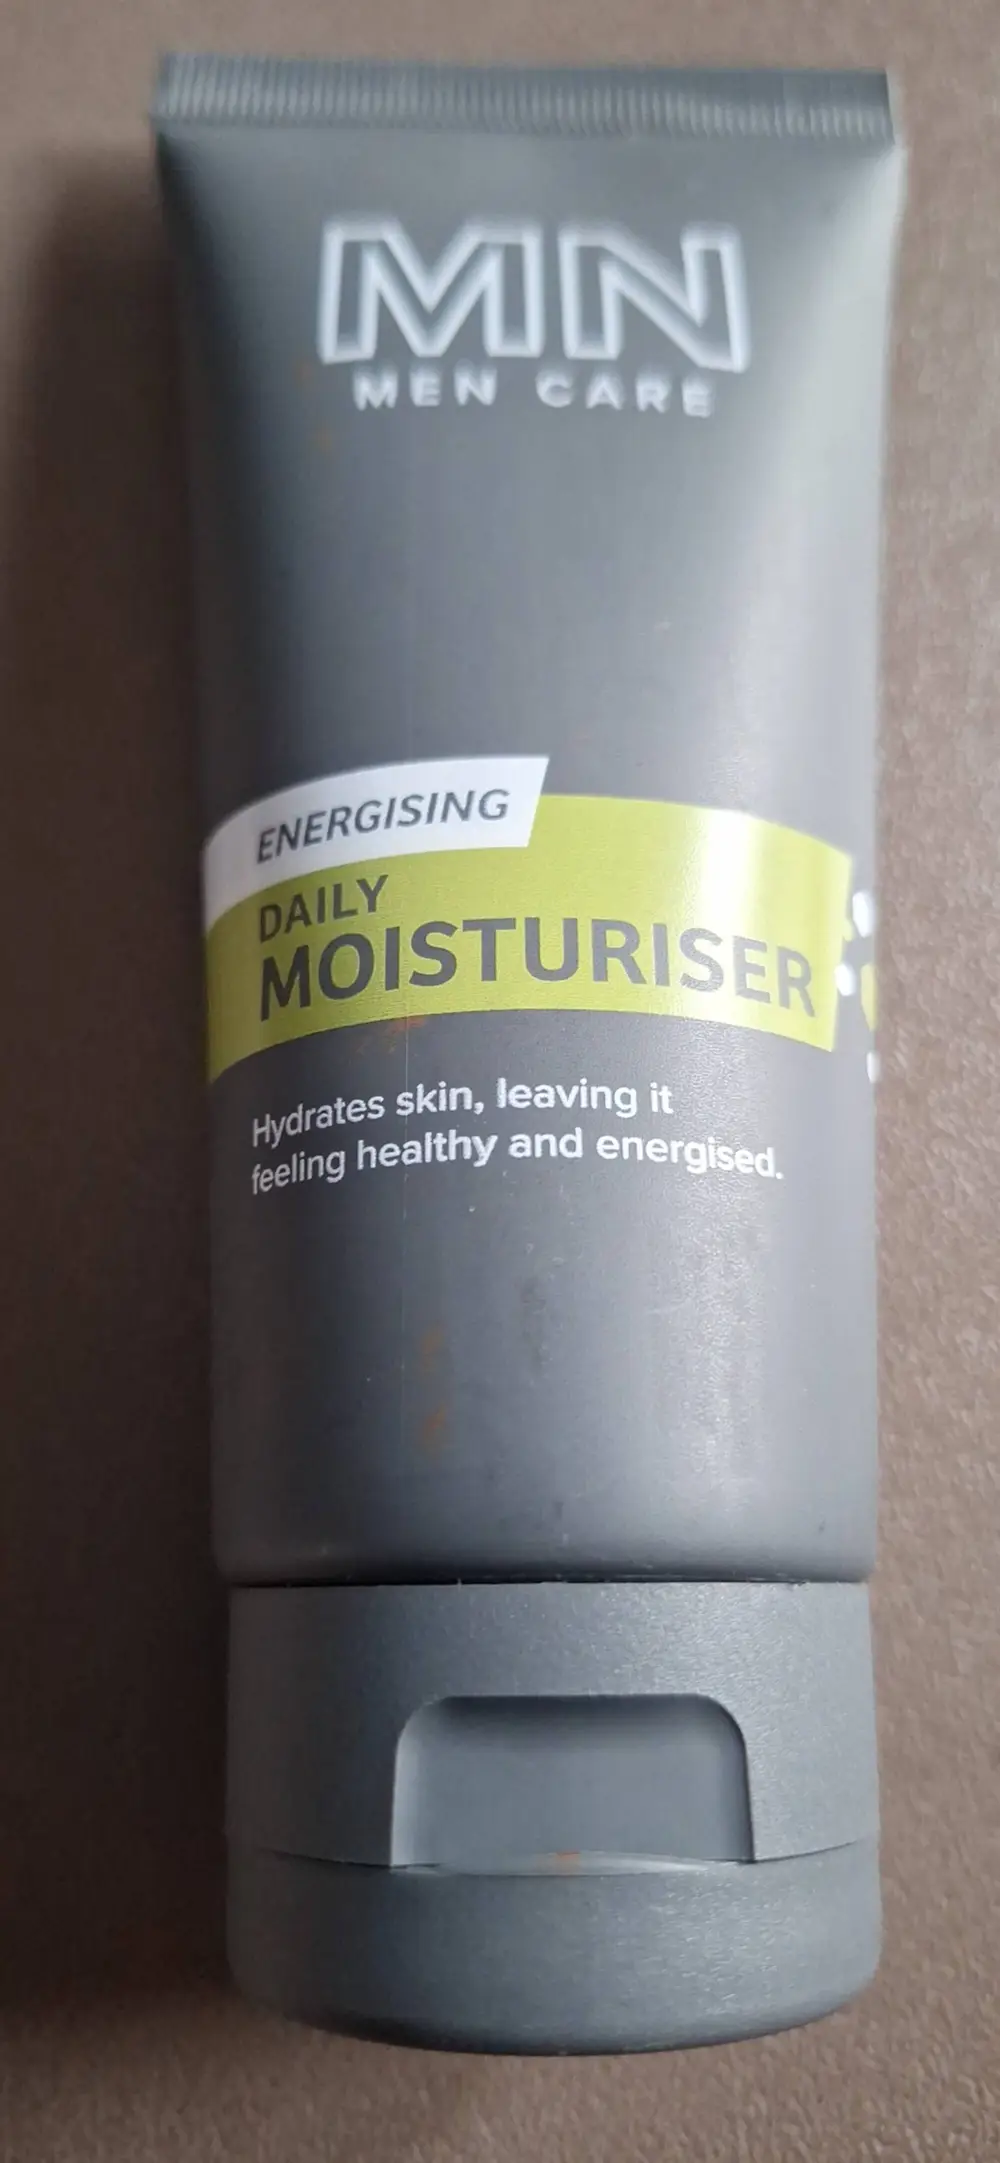 MN
MEN CARE
ENERGISING
DAILY
MOISTURISER
Hydrates skin, leaving it
feeling healthy and energised.